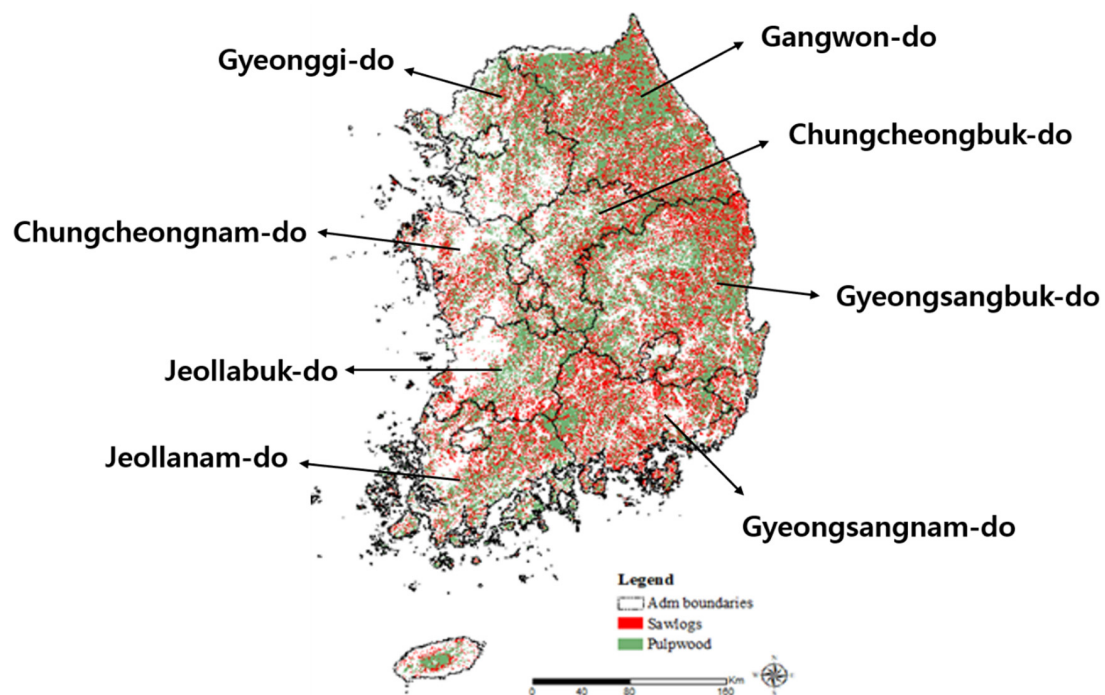 Gangwon-do
Gyeonggi-do
Chungcheongbuk-do
Chungcheongnam-do
Gyeongsangbuk-do
Jeollabuk-do
Jeollanam-do
Gyeongsangnam-do
Legend
Adm boundaries
Sawlogs
Pulpwood
Km
0 40 80 160
N